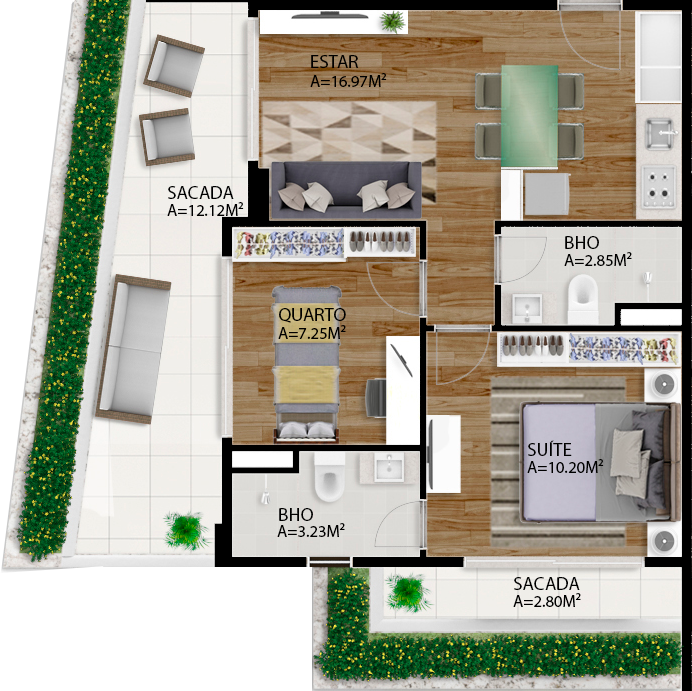 ESTAR
A=16.97M²
SACADA
A=12.12M²
BHO
A=2.85M²
QUARTO
A=7.25M²
SUÍTE
A=10.20M²
BHO
A=3.23M²
SACADA
A=2.80M²